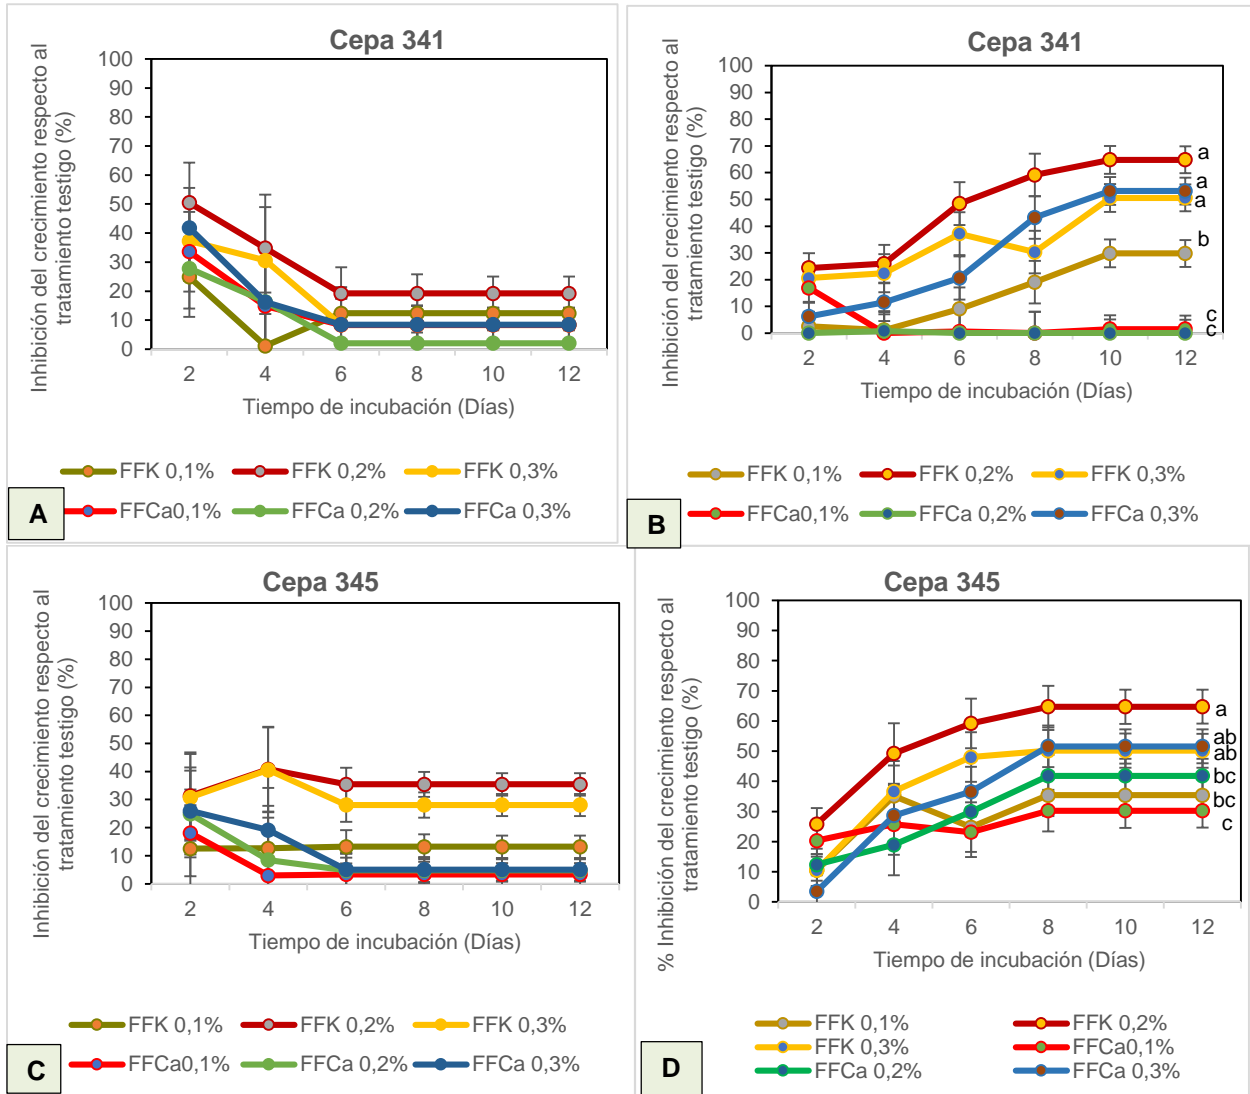 Cepa 341
Inhibición del crecimiento respecto al
tratamiento testigo (%)
100
90
80
70
60
50
40
30
20
10
0
2 4 6 8 10 12
Tiempo de incubación (Días)
FFK 0,1% FFK 0,2% FFK 0,3%
FFCa0,1% FFCa 0,2% FFCa 0,3%
A
Cepa 341
Inhibición del crecimiento respecto al
tratamiento testigo (%)
100
90
80
70
60
50
40
30
20
10
0
a
a
a
b
c
c
2 4 6 8 10 12
Tiempo de incubación (Días)
FFK 0,1% FFK 0,2% FFK 0,3%
FFCa0,1% FFCa 0,2% FFCa 0,3%
B
Cepa 345
Inhibición del crecimiento respecto al
tratamiento testigo (%)
100
90
80
70
60
50
40
30
20
10
0
2 4 6 8 10 12
Tiempo de incubación (Días)
FFK 0,1% FFK 0,2% FFK 0,3%
FFCa0,1% FFCa 0,2% FFCa 0,3%
C
Cepa 345
% Inhibición del crecimiento respecto al
tratamiento testigo (%)
100
90
80
70
60
50
40
30
20
10
0
a
ab
ab
bc
bc
c
2 4 6 8 10 12
Tiempo de incubación (Días)
FFK 0,1% FFK 0,2%
FFK 0,3% FFCa0,1%
FFCa 0,2% FFCa 0,3%
D